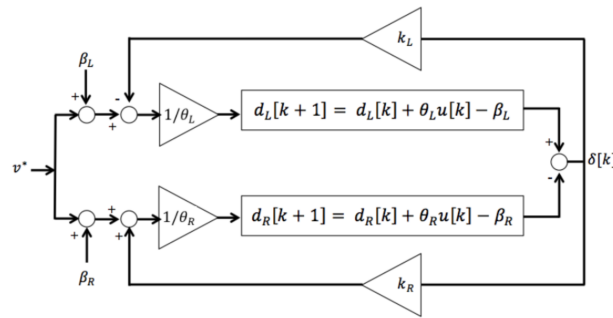 k_L
β_L
+
-
+
1/θ_L
d_L[k + 1] = d_L[k] + θ_L u[k] − β_L
+
v*
δ[k]
-
+
+
+
+
1/θ_R
d_R[k + 1] = d_R[k] + θ_R u[k] − β_R
β_R
k_R